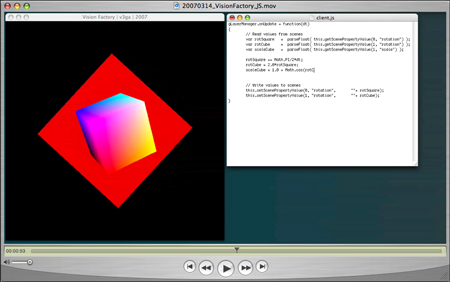 20070314_VisionFactory_JS.mov
Vision Factory | v3ga | 2007
client.js
gLayerManager.onUpdate = function(dt)
{
// Read values from scenes
var rotSquare = parseFloat( this.getScenePropertyValue(0, "rotation") );
var rotCube = parseFloat( this.getScenePropertyValue(1, "rotation") );
var scaleCube = parseFloat( this.getScenePropertyValue(1, "scale") );
rotSquare += Math.PI/2*dt;
rotCube = 2.0*rotSquare;
scaleCube = 1.0 + Math.cos(rotS
// Write values to scenes
this.setScenePropertyValue(0, "rotation", ""+ rotSquare);
this.setScenePropertyValue(1, "rotation", ""+ rotCube);
}
00:00:93